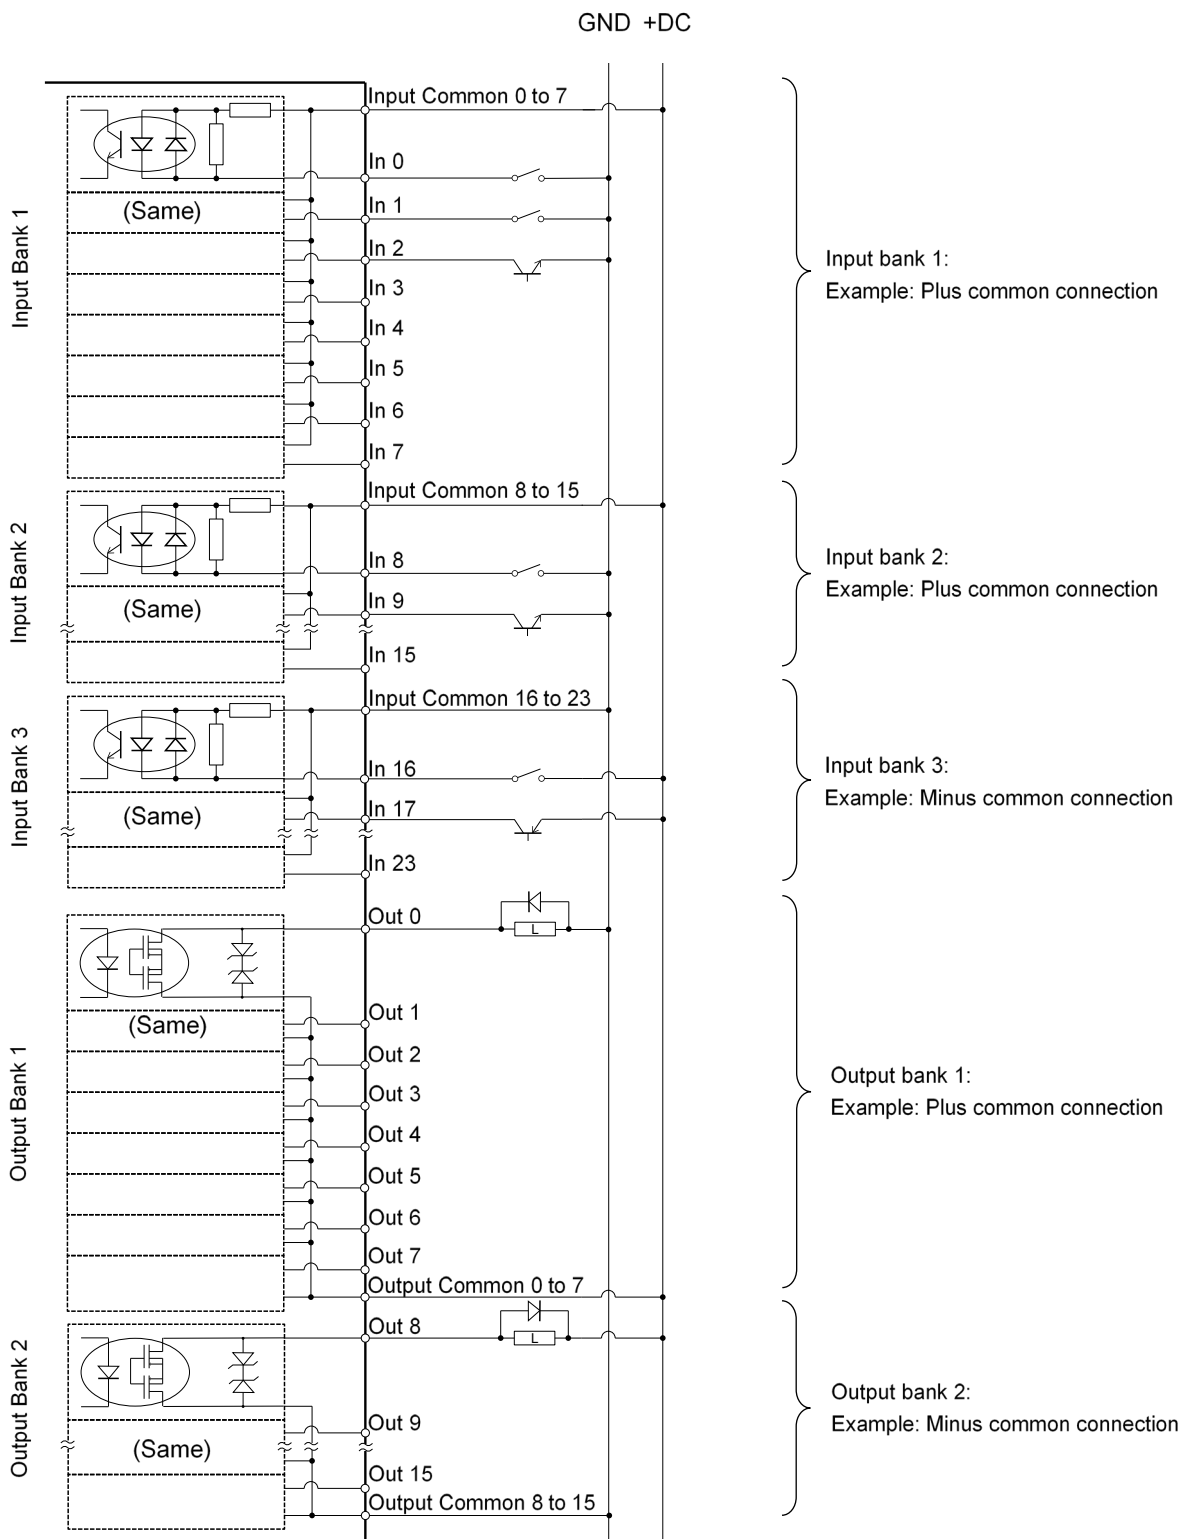 GND +DC
Input Bank 1
Input Common 0 to 7
In 0
(Same)
In 1
In 2
In 3
In 4
In 5
In 6
In 7
Input bank 1:
Example: Plus common connection
Input Bank 2
Input Common 8 to 15
In 8
(Same)
In 9
In 15
Input bank 2:
Example: Plus common connection
Input Bank 3
Input Common 16 to 23
In 16
(Same)
In 17
In 23
Input bank 3:
Example: Minus common connection
Output Bank 1
Out 0
L
(Same)
Out 1
Out 2
Out 3
Out 4
Out 5
Out 6
Out 7
Output Common 0 to 7
Output bank 1:
Example: Plus common connection
Output Bank 2
Out 8
L
Out 9
(Same)
Out 15
Output Common 8 to 15
Output bank 2:
Example: Minus common connection